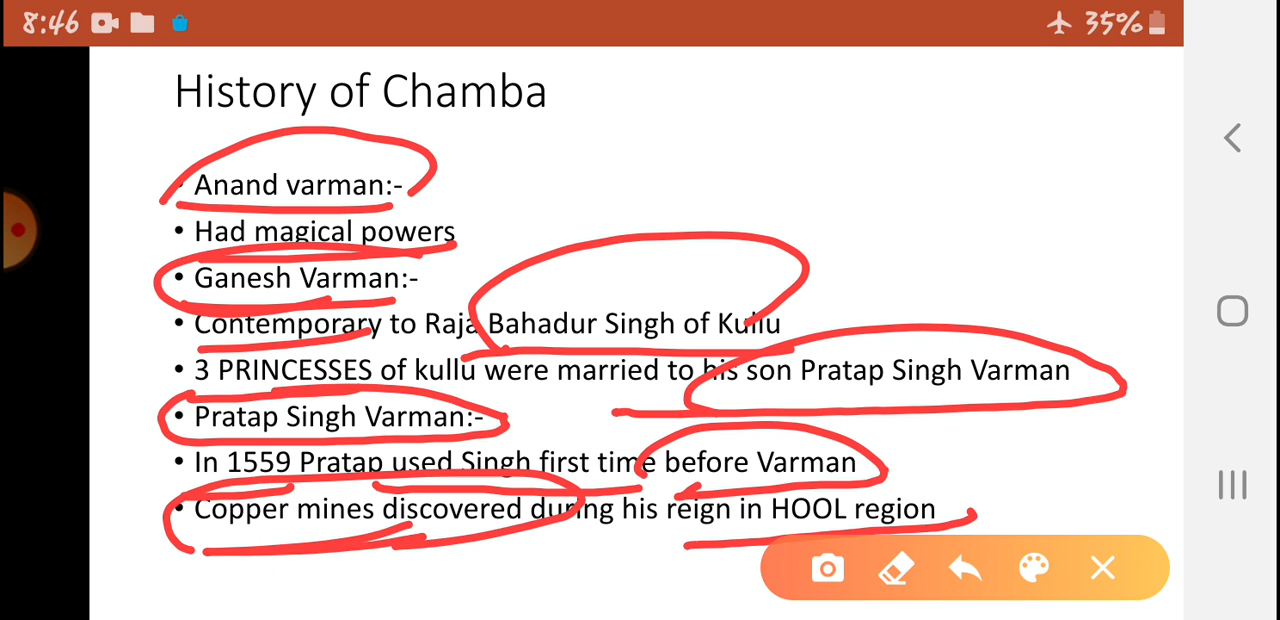 8:46 35%
History of Chamba
• Anand varman:-
• Had magical powers
• Ganesh Varman:-
• Contemporary to Raja Bahadur Singh of Kullu
• 3 PRINCESSES of kullu were married to his son Pratap Singh Varman
• Pratap Singh Varman:-
• In 1559 Pratap used Singh first time before Varman
• Copper mines discovered during his reign in HOOL region